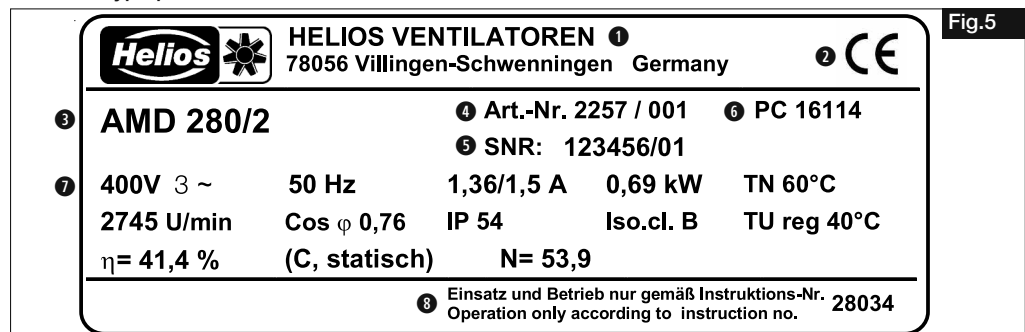 Fig.5
Helios
HELIOS VENTILATOREN ❶
78056 Villingen-Schwenningen Germany
❷ CE
❸ AMD 280/2
❹ Art.-Nr. 2257 / 001 ❻ PC 16114
❺ SNR: 123456/01
❼ 400V 3 ~ 50 Hz 1,36/1,5 A 0,69 kW TN 60°C
2745 U/min Cos φ 0,76 IP 54 Iso.cl. B TU reg 40°C
η= 41,4 % (C, statisch) N= 53,9
❽ Einsatz und Betrieb nur gemäß Instruktions-Nr. 28034
Operation only according to instruction no.